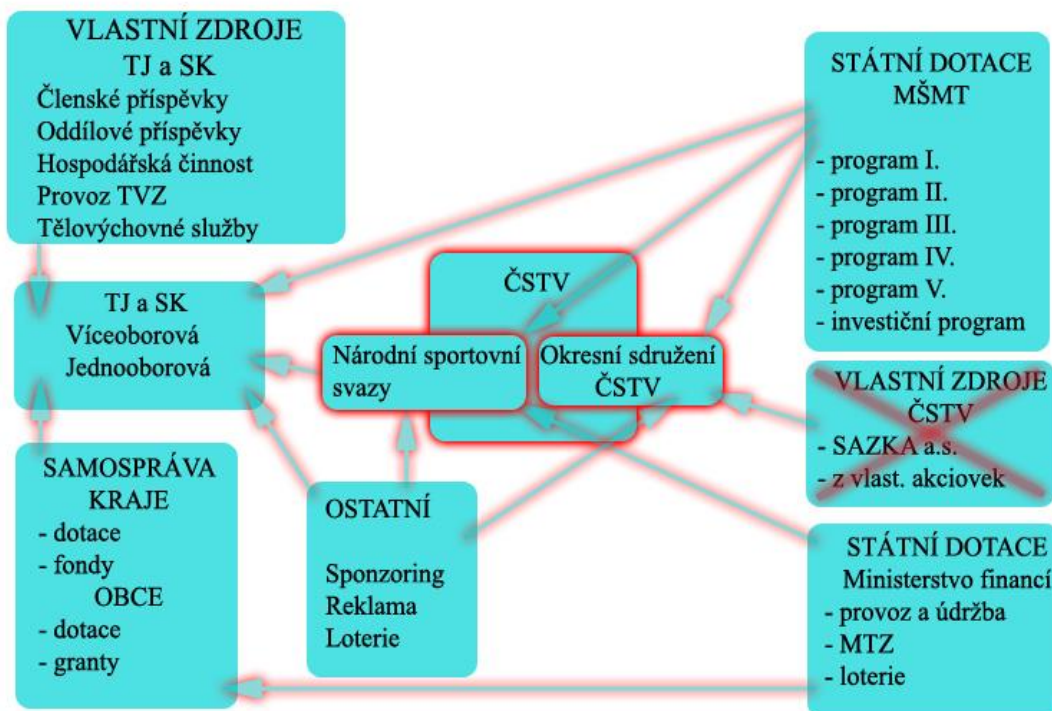 VLASTNÍ ZDROJE
TJ a SK
Členské příspěvky
Oddílové příspěvky
Hospodářská činnost
Provoz TVZ
Tělovýchovné služby
STÁTNÍ DOTACE
MŠMT
- program I.
- program II.
- program III.
- program IV.
- program V.
- investiční program
TJ a SK
Víceoborová
Jednooborová
ČSTV
Národní sportovní
svazy
Okresní sdružení
ČSTV
VLASTNÍ ZDROJE
ČSTV
- SAZKA a.s.
- z vlast. akciovek
SAMOSPRÁVA
KRAJE
- dotace
- fondy
OBCE
- dotace
- granty
OSTATNÍ
Sponzoring
Reklama
Loterie
STÁTNÍ DOTACE
Ministerstvo financí
- provoz a údržba
- MTZ
- loterie